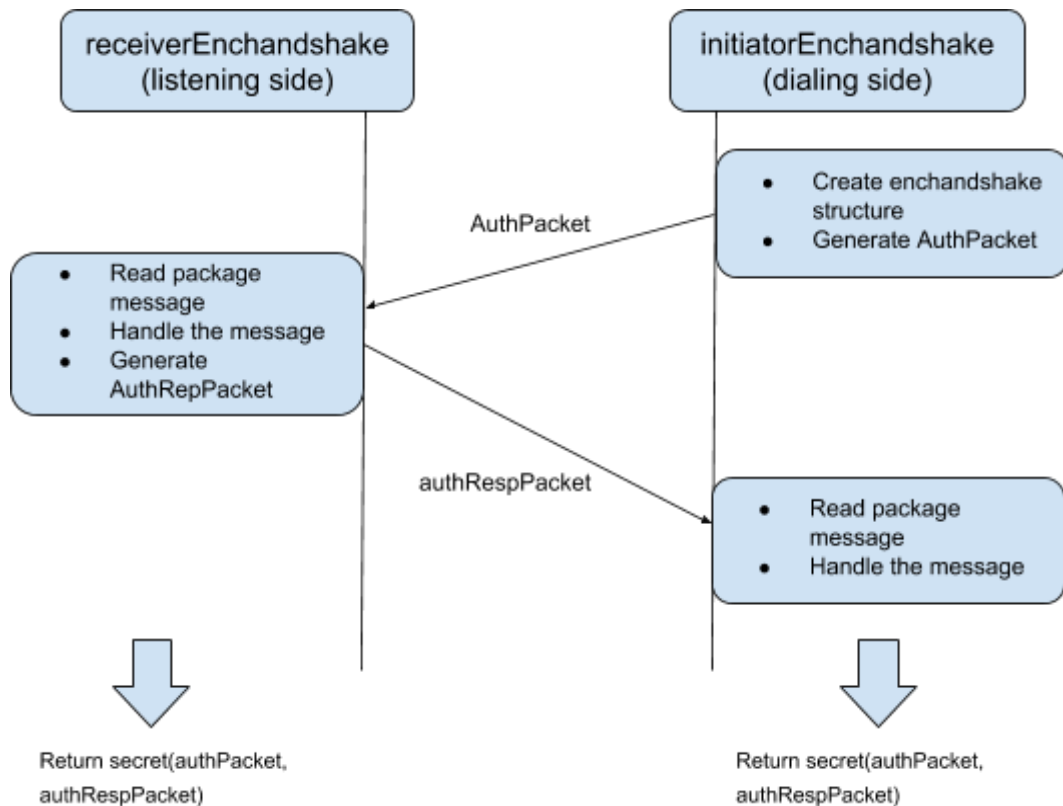 receiverEnchandshake
(listening side)
initiatorEnchandshake
(dialing side)
● Create enchandshake
structure
● Generate AuthPacket
AuthPacket
● Read package
message
● Handle the message
● Generate
AuthRepPacket
authRespPacket
● Read package
message
● Handle the message
Return secret(authPacket,
authRespPacket)
Return secret(authPacket,
authRespPacket)